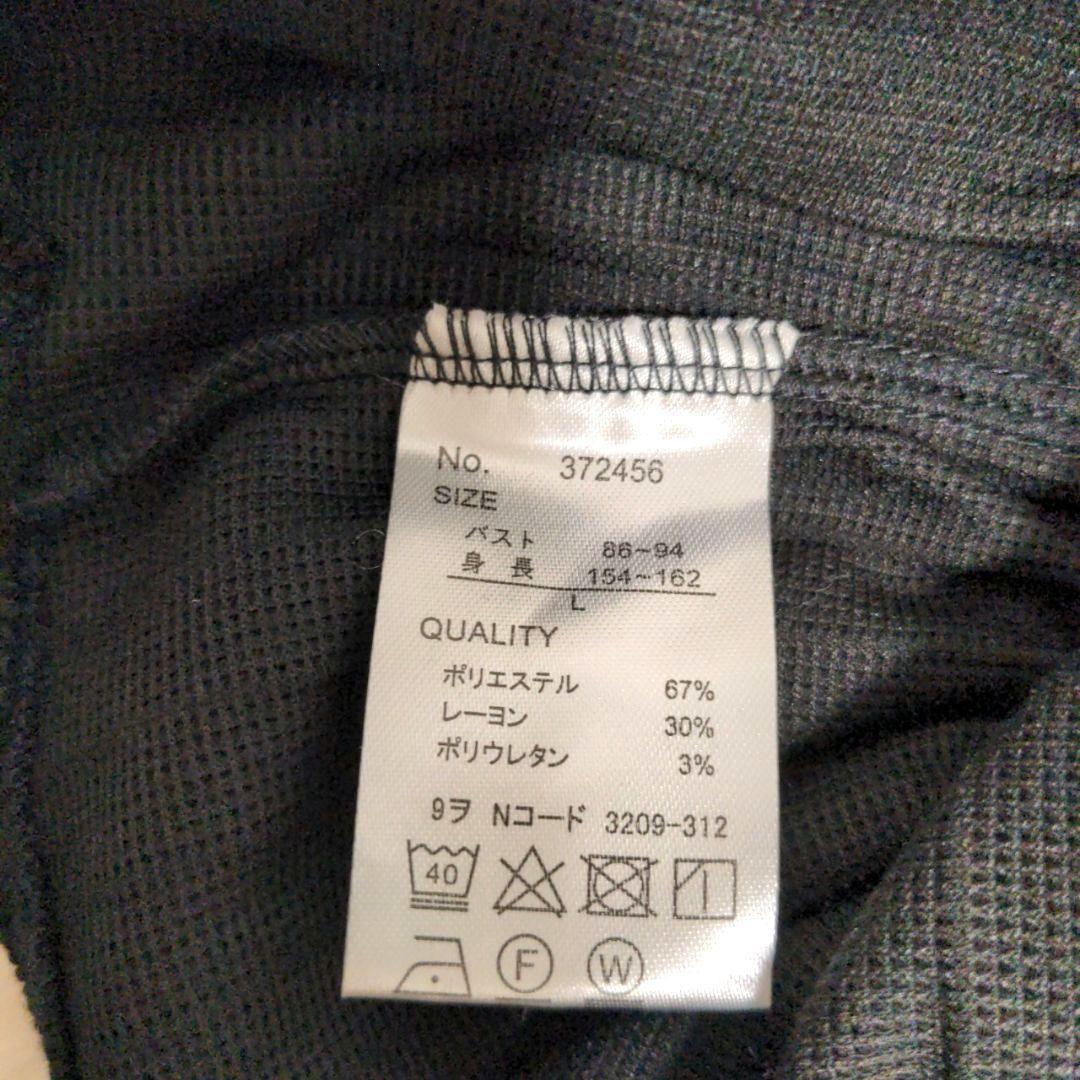 No. 372456
SIZE
バスト 86~94
身長 154~162
L
QUALITY
ポリエステル 67%
レーヨン 30%
ポリウレタン 3%
9ヲ Nコード 3209-312
40
F W